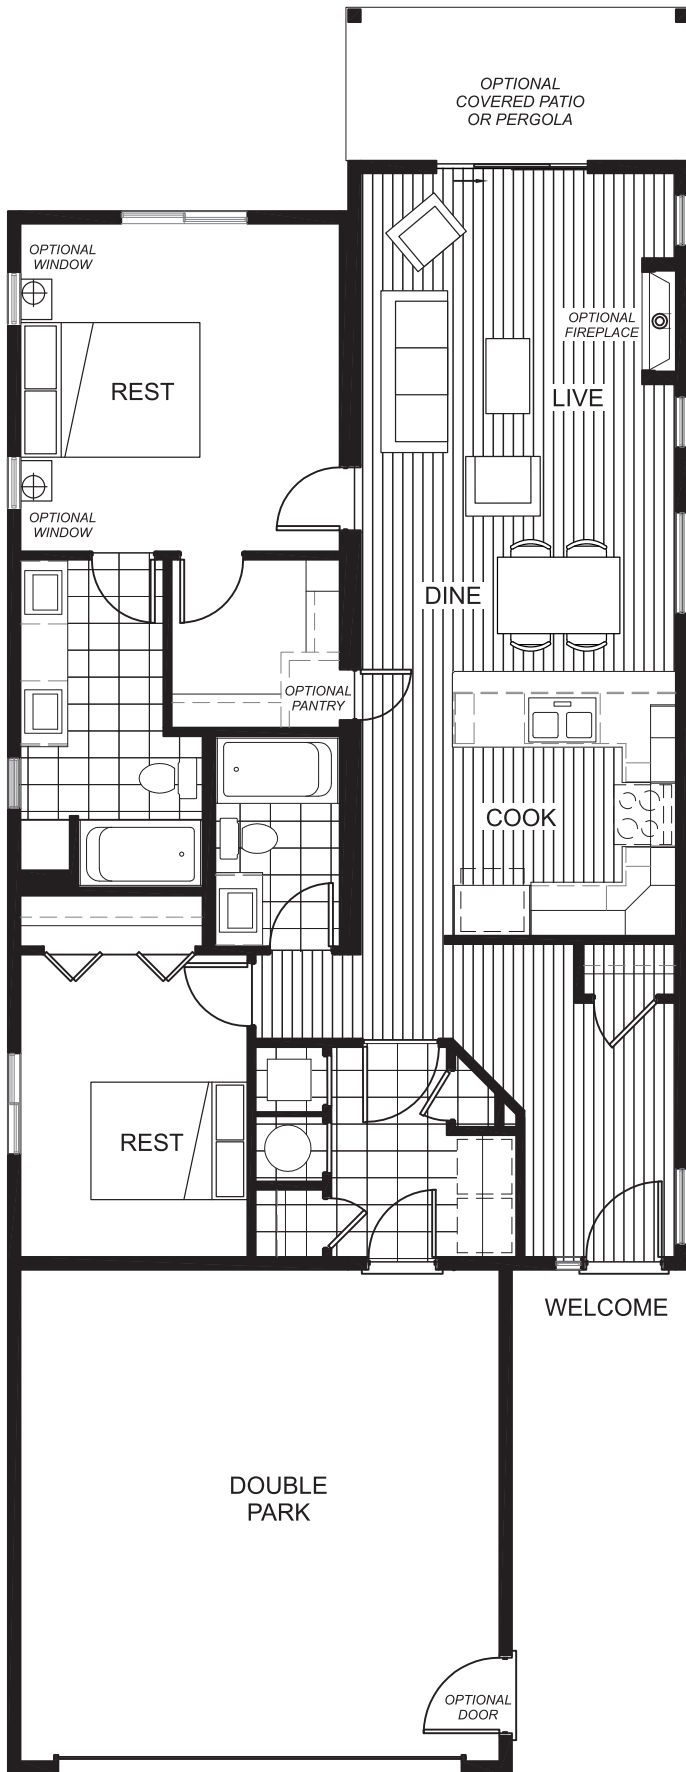 OPTIONAL
COVERED PATIO
OR PERGOLA
OPTIONAL
WINDOW
OPTIONAL
FIREPLACE
REST
LIVE
OPTIONAL
WINDOW
DINE
OPTIONAL
PANTRY
COOK
REST
WELCOME
DOUBLE
PARK
OPTIONAL
DOOR